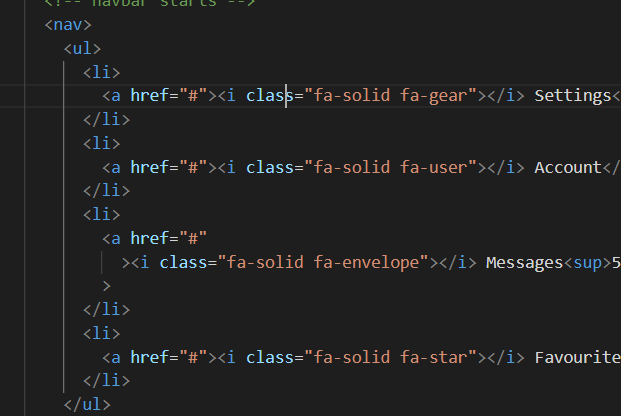 <!-- navbar starts -->
<nav>
<ul>
<li>
<a href="#"><i class="fa-solid fa-gear"></i> Settings<
</li>
<li>
<a href="#"><i class="fa-solid fa-user"></i> Account</
</li>
<li>
<a href="#"
><i class="fa-solid fa-envelope"></i> Messages<sup>5
>
</li>
<li>
<a href="#"><i class="fa-solid fa-star"></i> Favourite
</li>
</ul>